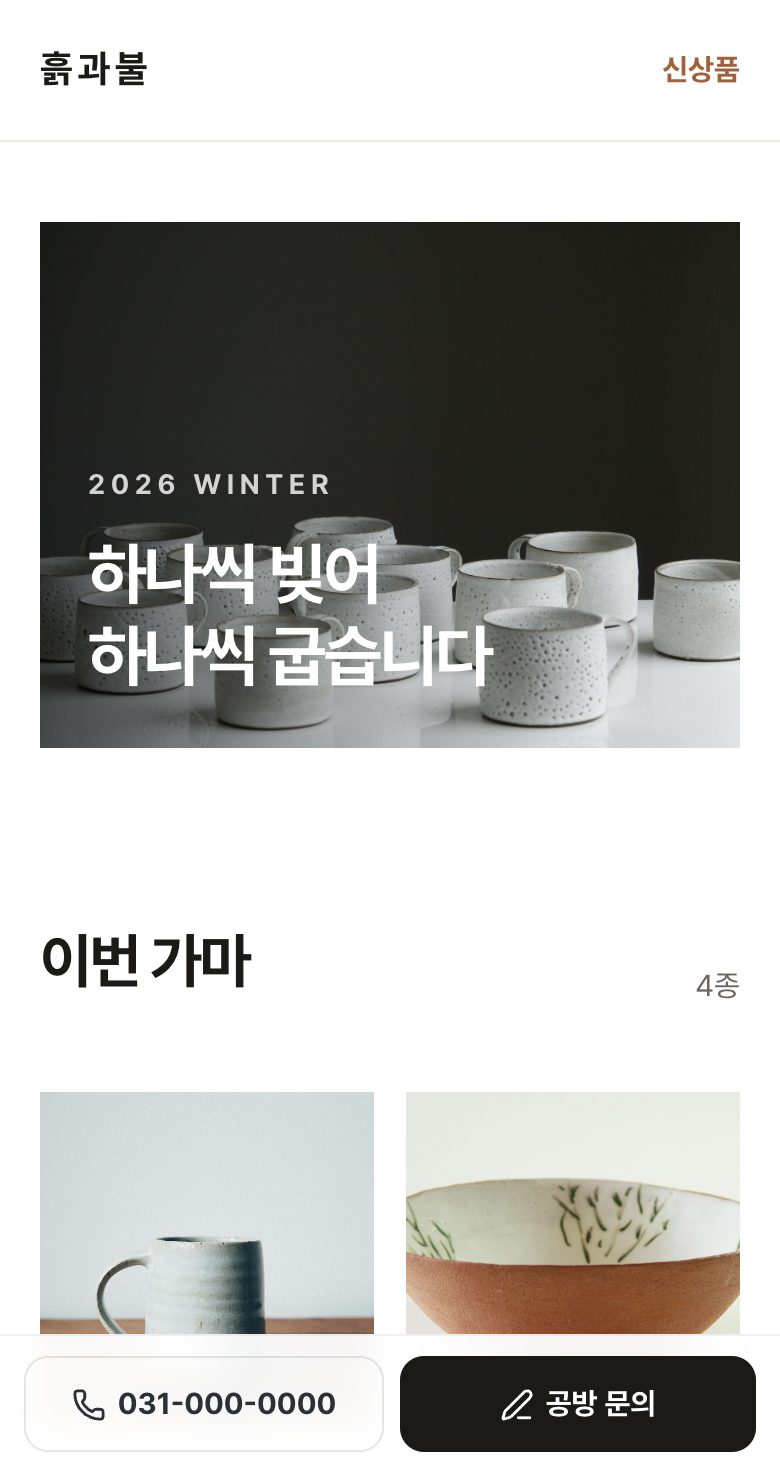 흙과불
신상품
2026 WINTER
하나씩 빚어
하나씩 굽습니다
이번 가마
4종
031-000-0000
공방 문의